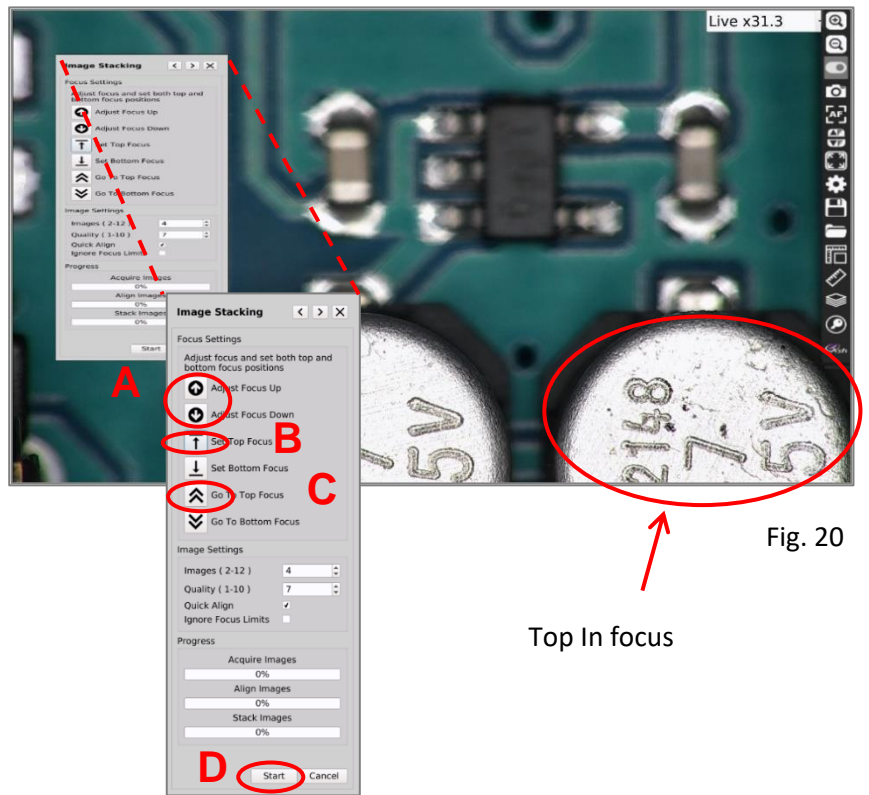 Live x31.3
Image Stacking
Focus Settings
Adjust focus and set both top and
bottom focus positions
Adjust Focus Up
Adjust Focus Down
Set Top Focus
Set Bottom Focus
Go To Top Focus
Go To Bottom Focus
Image Settings
Images ( 2-12 ) 4
Quality ( 1-10 ) 7
Quick Align
Ignore Focus Limits
Progress
Acquire Images
0%
Align Images
0%
Stack Images
0%
Start
A
Image Stacking
Focus Settings
Adjust focus and set both top and
bottom focus positions
Adjust Focus Up
Adjust Focus Down
B
Set Top Focus
Set Bottom Focus
C
Go To Top Focus
Go To Bottom Focus
Image Settings
Images ( 2-12 ) 4
Quality ( 1-10 ) 7
Quick Align
Ignore Focus Limits
Progress
Acquire Images
0%
Align Images
0%
Stack Images
0%
D
Start Cancel
AF
7
5V
2148
7
5V
Fig. 20
Top In focus